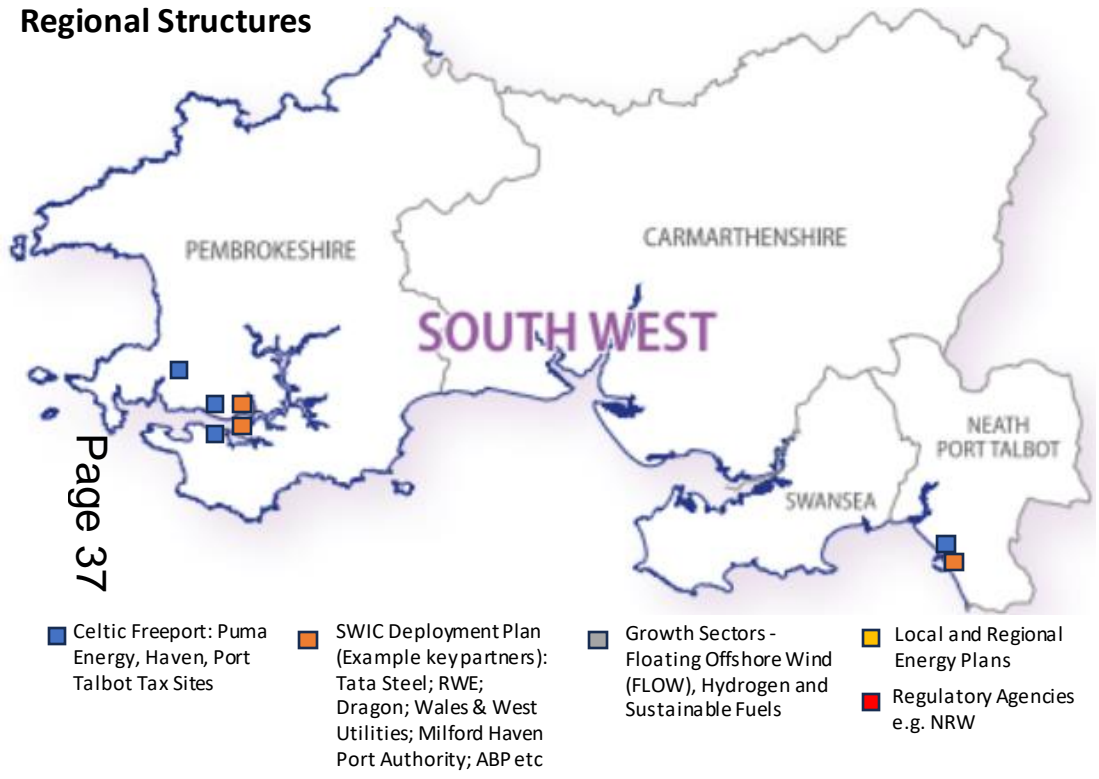 Regional Structures
PEMBROKESHIRE
CARMARTHENSHIRE
SOUTH WEST
NEATH
PORT TALBOT
SWANSEA
Page 37
Celtic Freeport: Puma
Energy, Haven, Port
Talbot Tax Sites
SWIC Deployment Plan
(Example key partners):
Tata Steel; RWE;
Dragon; Wales & West
Utilities; Milford Haven
Port Authority; ABP etc
Growth Sectors -
Floating Offshore Wind
(FLOW), Hydrogen and
Sustainable Fuels
Local and Regional
Energy Plans
Regulatory Agencies
e.g. NRW